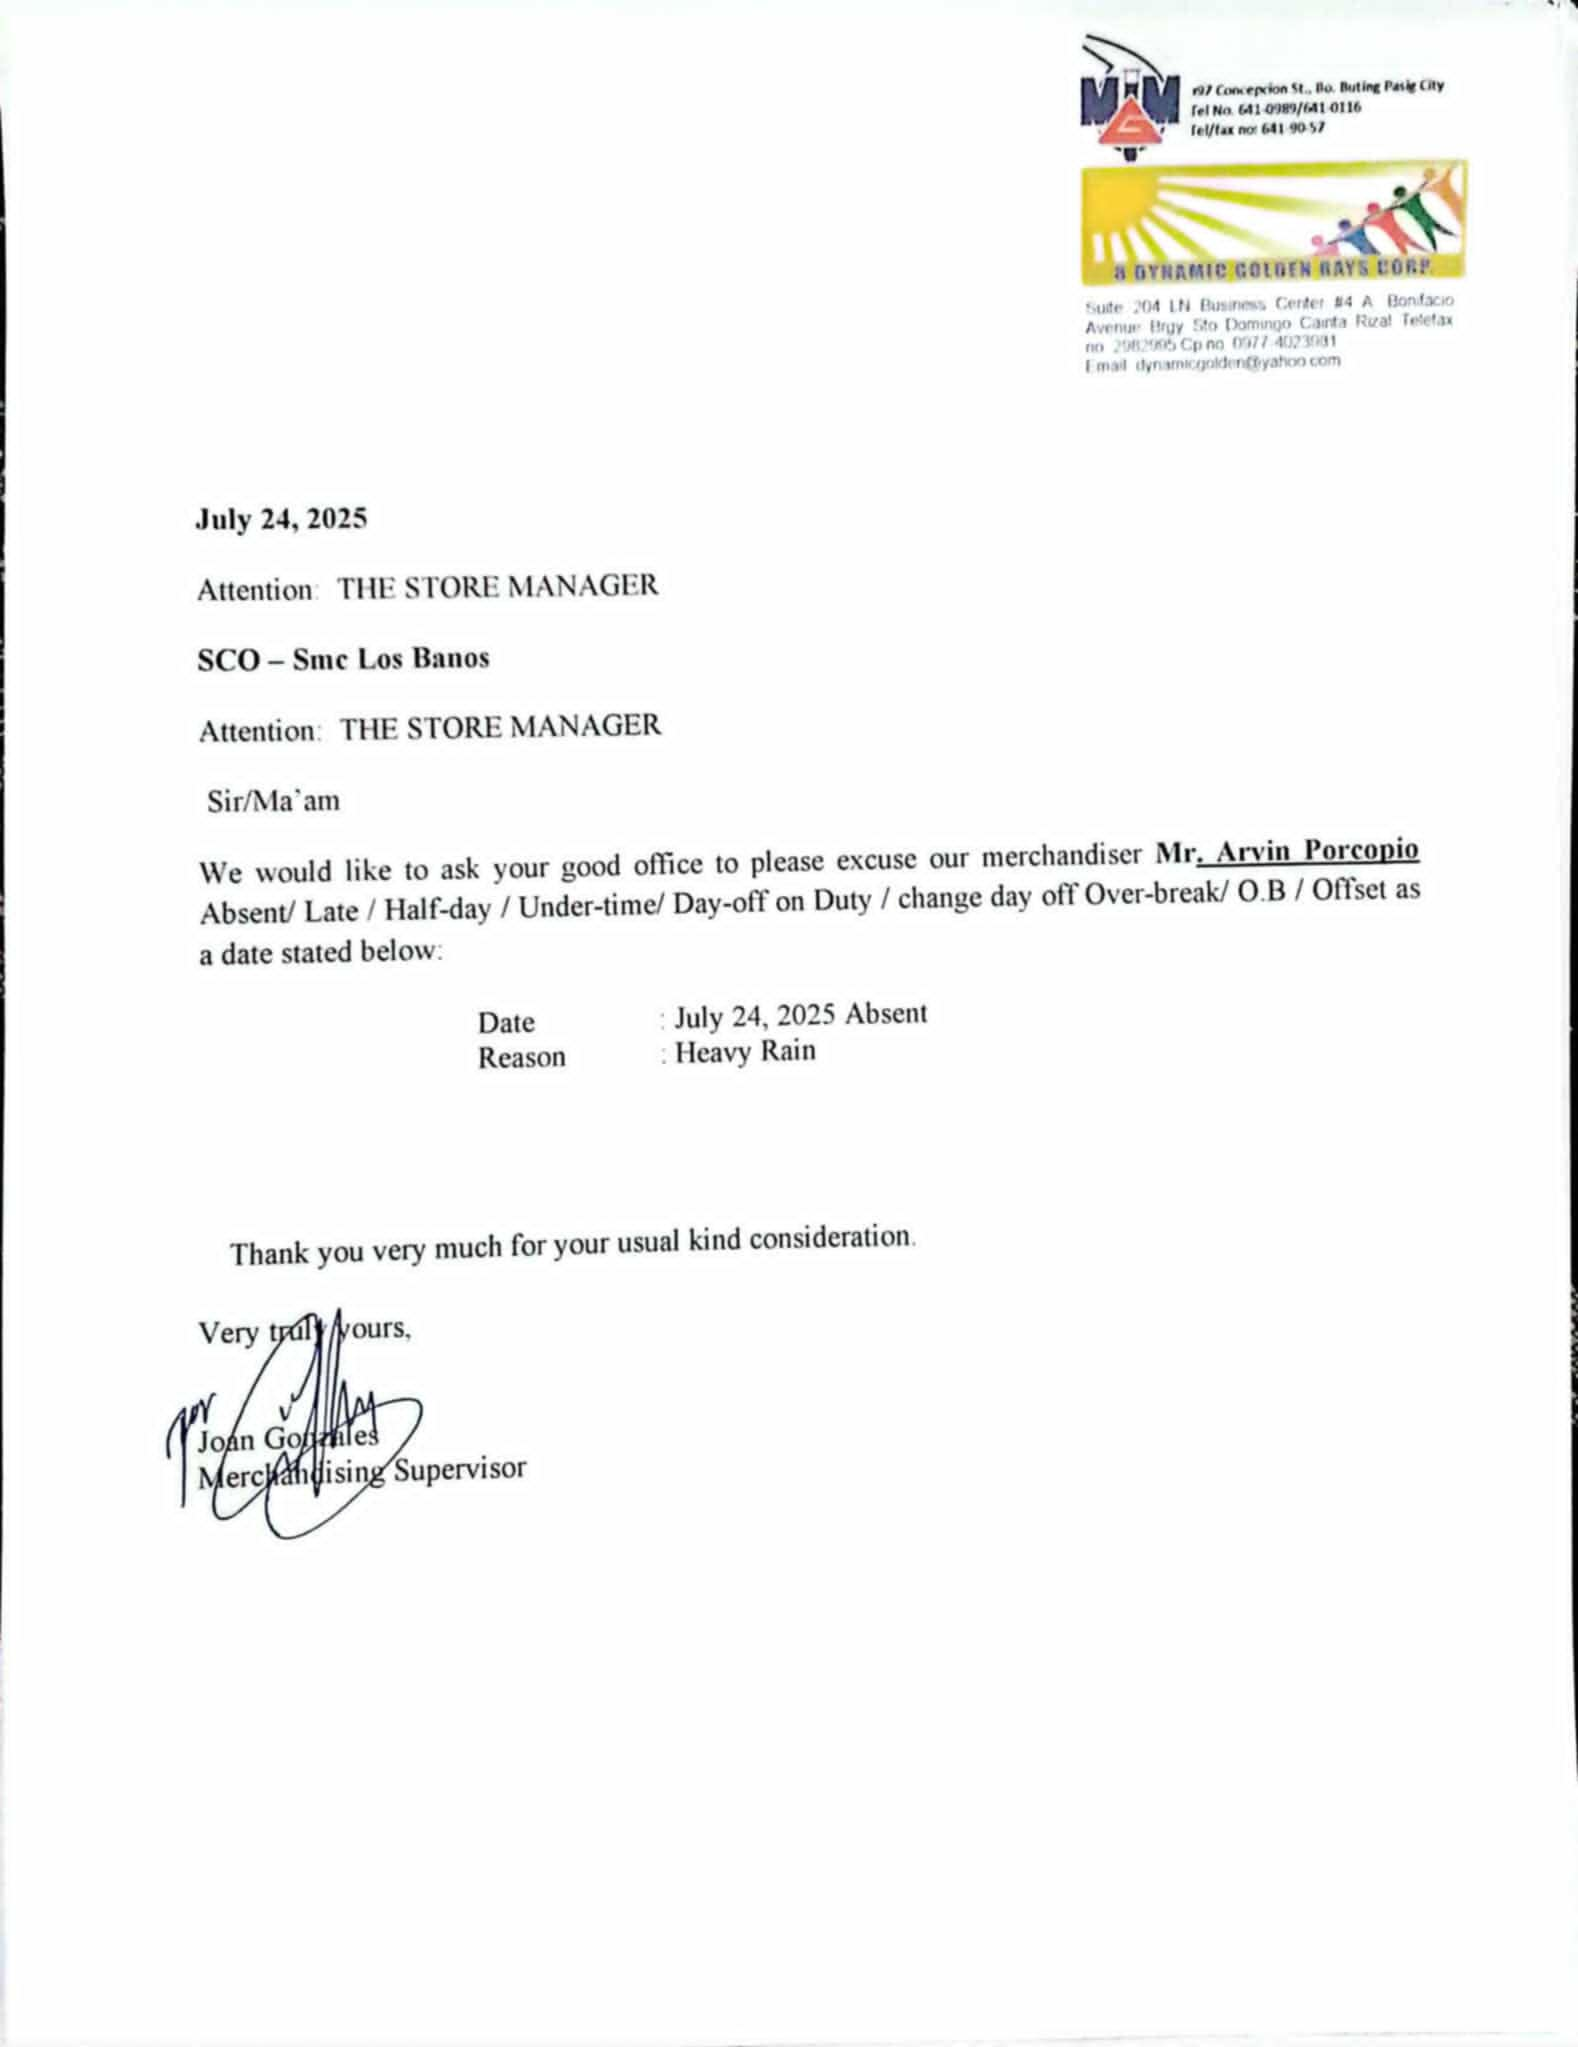 MGM
Concepcion St., Bo. Buting Pasig City
Tel No. 641-0989/641-0116
Tel/fax no: 641-90-57
8 DYNAMIC GOLDEN RAYS CORP.
Suite 204 LN Business Center #4 A Bonifacio
Avenue Brgy Sto Domingo Cainta Rizal Telefax
no 2982995 Cp no
Email dynamicgolden@yahoo.com
July 24, 2025
Attention: THE STORE MANAGER
SCO – Smc Los Banos
Attention: THE STORE MANAGER
Sir/Ma'am
We would like to ask your good office to please excuse our merchandiser Mr. Arvin Porcopio
Absent/ Late / Half-day / Under-time/ Day-off on Duty / change day off Over-break/ O.B / Offset as
a date stated below:
Date : July 24, 2025 Absent
Reason : Heavy Rain
Thank you very much for your usual kind consideration.
Very truly yours,
Joan Gonzales
Merchandising Supervisor